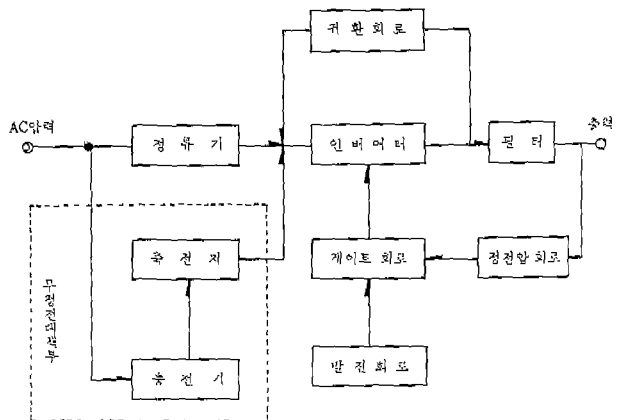 귀환회로
AC입력
정류기
인버어터
필터
출력
축전지
게이트회로
정전압회로
무정전대책부
충전기
발진회로